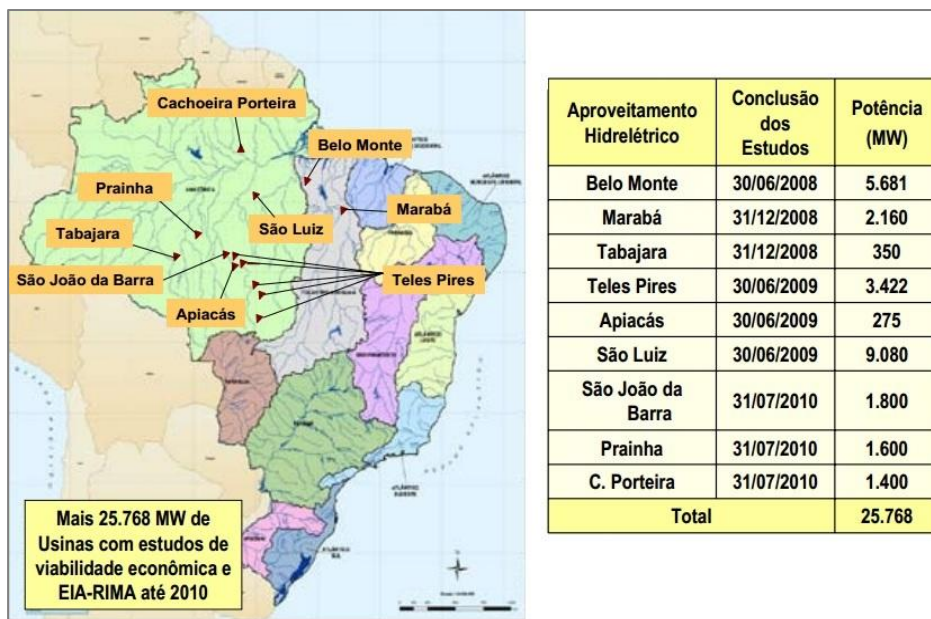 Cachoeira Porteira
Belo Monte
Prainha
Marabá
São Luiz
Tabajara
São João da Barra
Teles Pires
Apiacás
Mais 25.768 MW de
Usinas com estudos de
viabilidade econômica e
EIA-RIMA até 2010
Aproveitamento Hidrelétrico Conclusão dos Estudos Potência (MW)
Belo Monte 30/06/2008 5.681
Marabá 31/12/2008 2.160
Tabajara 31/12/2008 350
Teles Pires 30/06/2009 3.422
Apiacás 30/06/2009 275
São Luiz 30/06/2009 9.080
São João da Barra 31/07/2010 1.800
Prainha 31/07/2010 1.600
C. Porteira 31/07/2010 1.400
Total 25.768